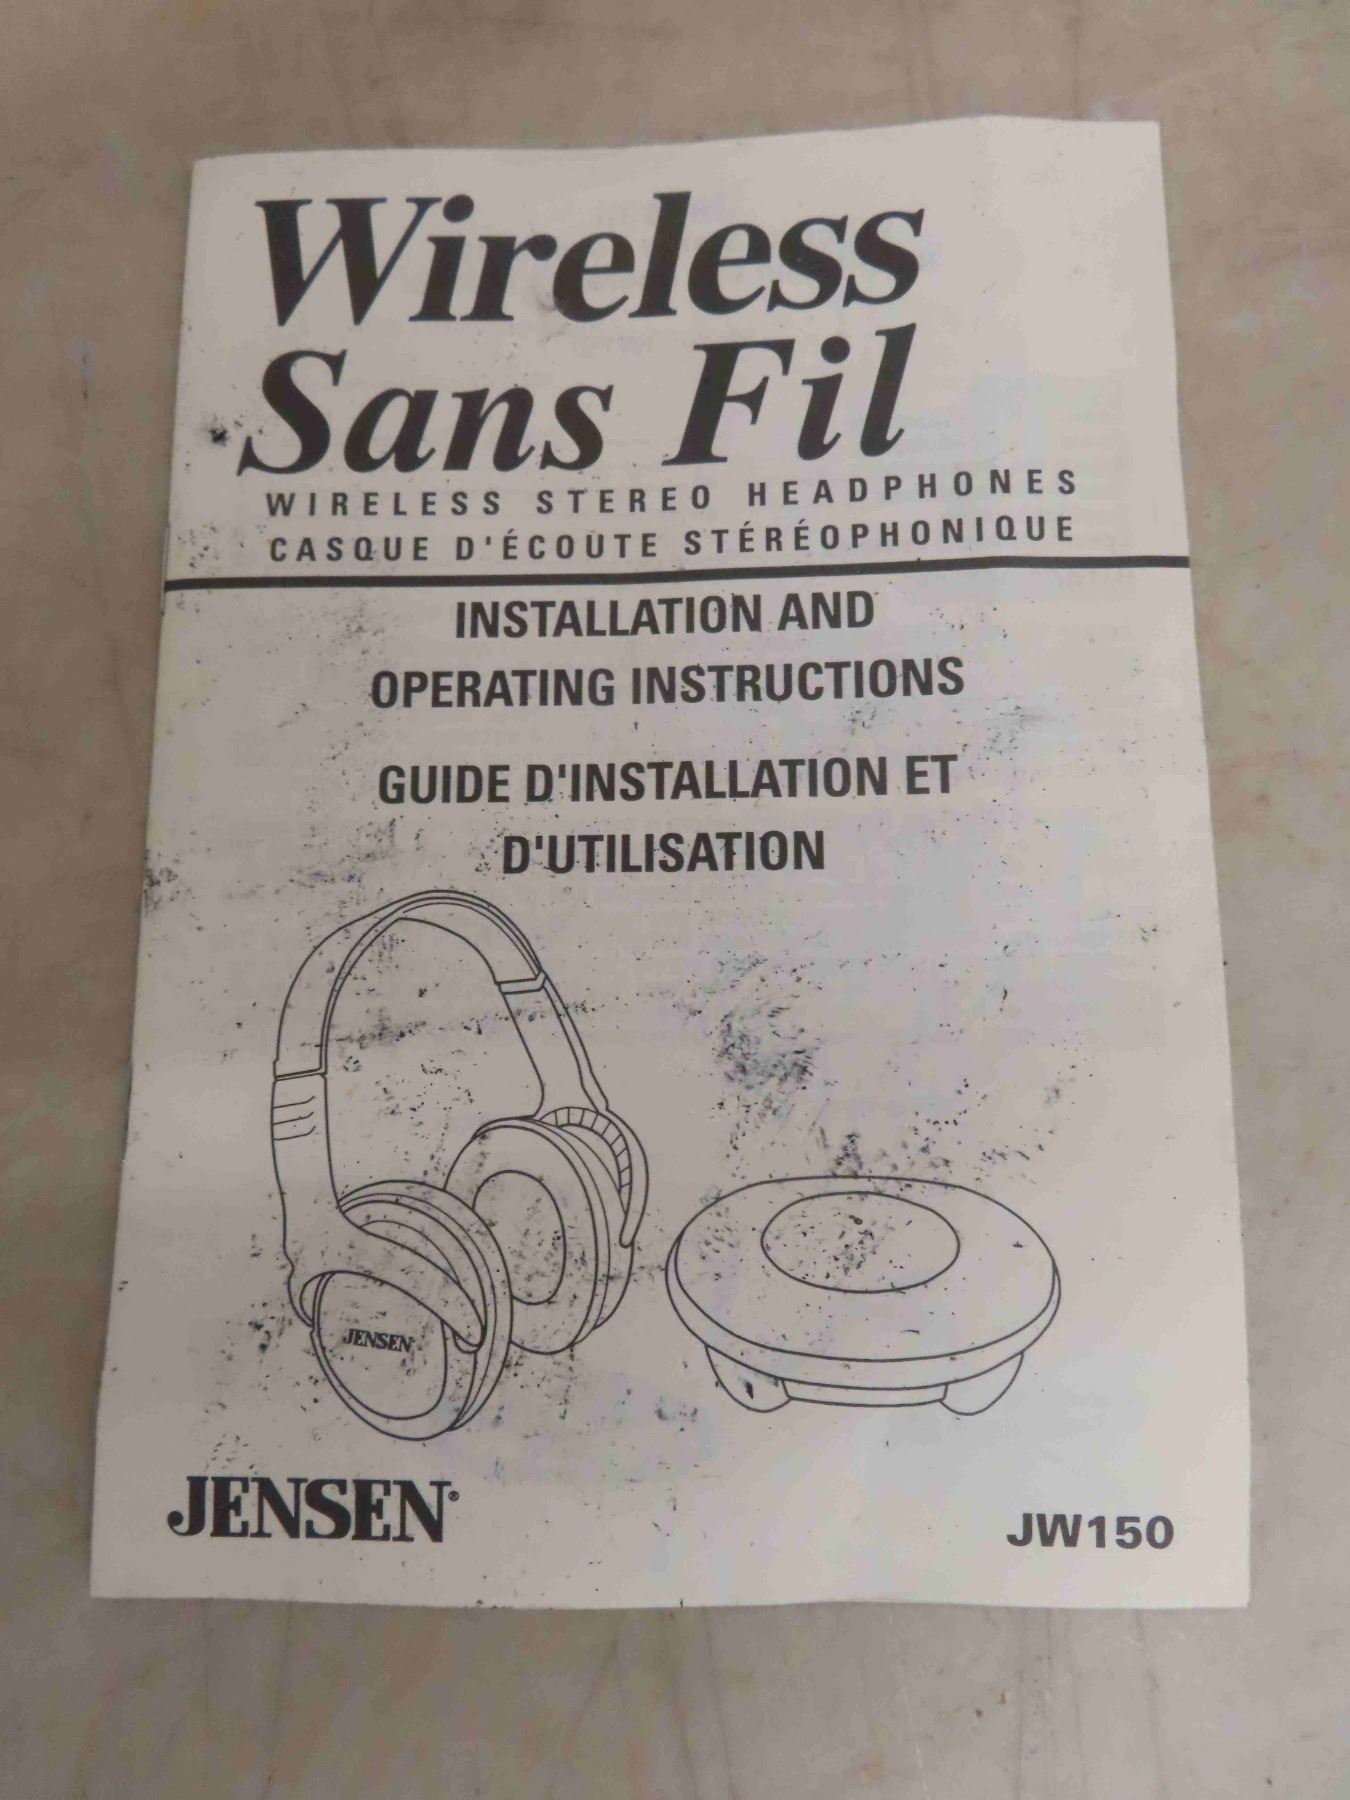 Wireless
Sans Fil
WIRELESS STEREO HEADPHONES
CASQUE D'ÉCOUTE STÉRÉOPHONIQUE
INSTALLATION AND
OPERATING INSTRUCTIONS
GUIDE D'INSTALLATION ET
D'UTILISATION
JENSEN
JENSEN®
JW150